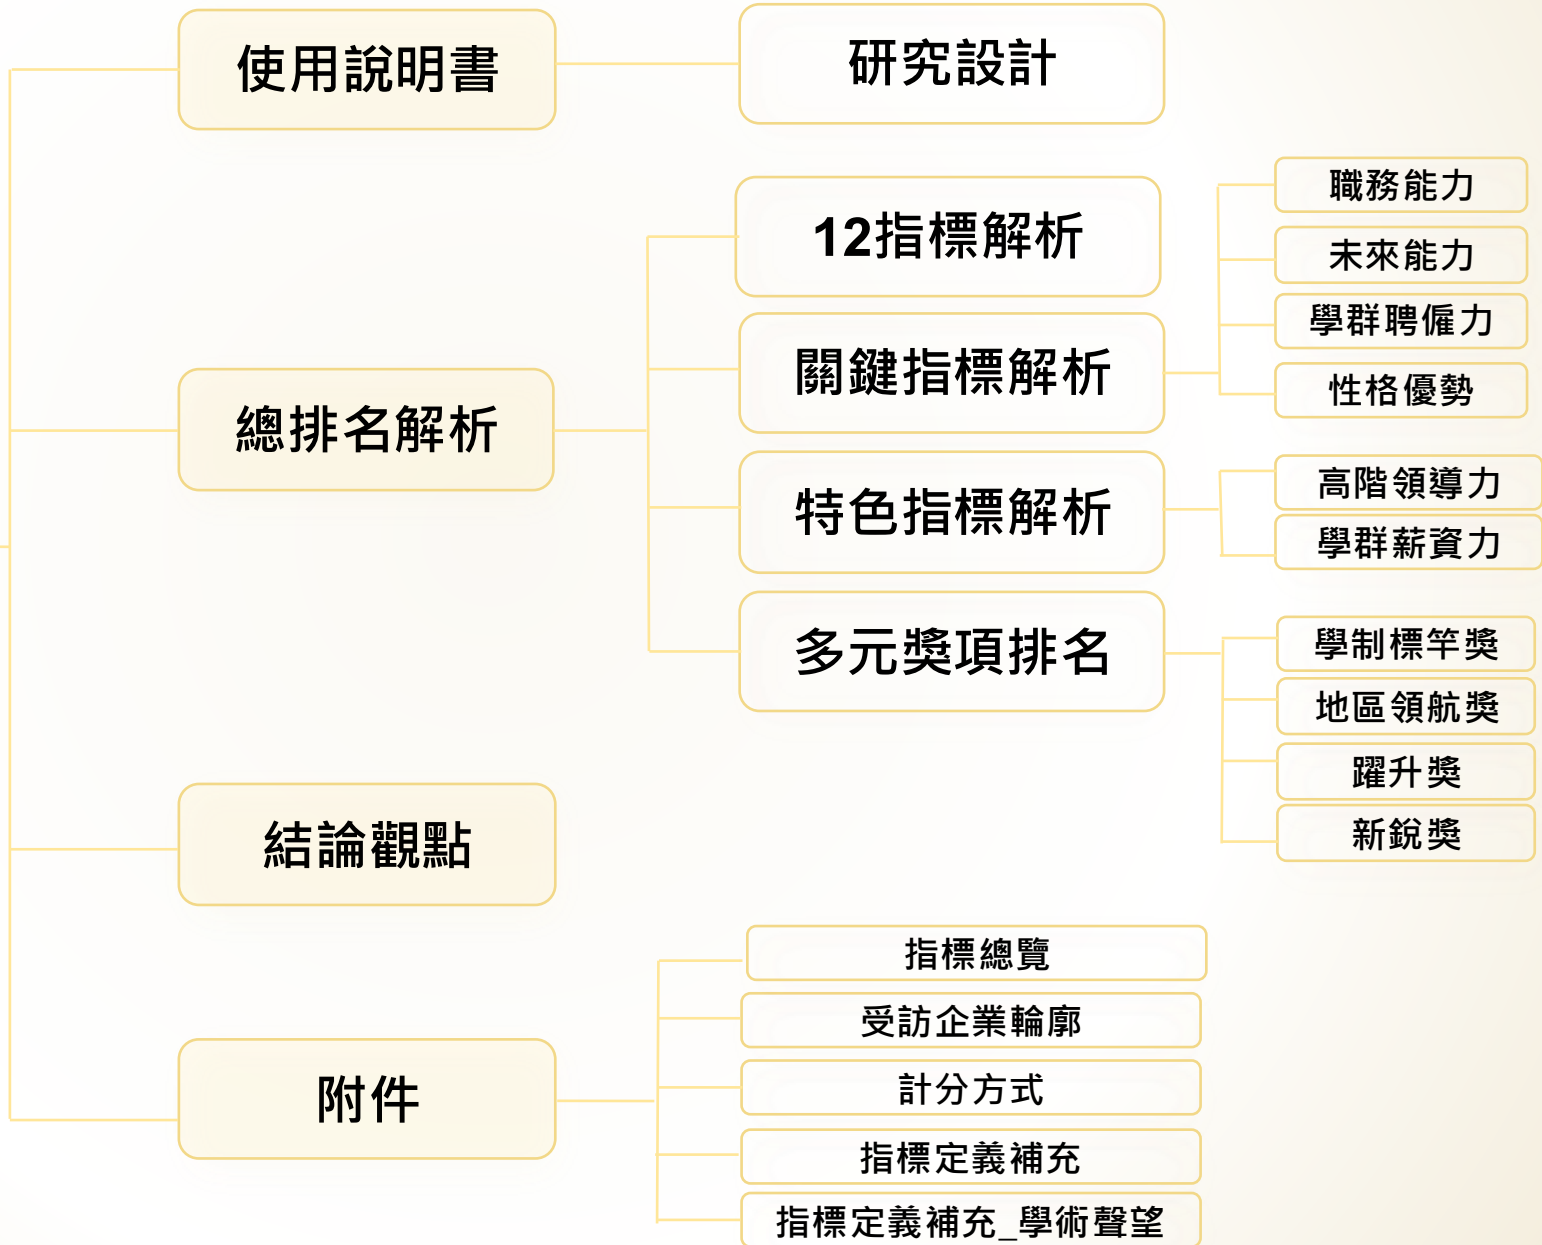 使用說明書
研究設計
總排名解析
12指標解析
關鍵指標解析
職務能力
未來能力
學群聘僱力
性格優勢
特色指標解析
高階領導力
學群薪資力
多元獎項排名
學制標竿獎
地區領航獎
躍升獎
新銳獎
結論觀點
附件
指標總覽
受訪企業輪廓
計分方式
指標定義補充
指標定義補充_學術聲望